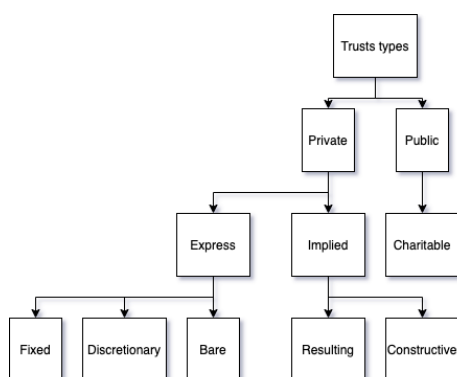 Trusts types
Private
Public
Express
Implied
Charitable
Fixed
Discretionary
Bare
Resulting
Constructive